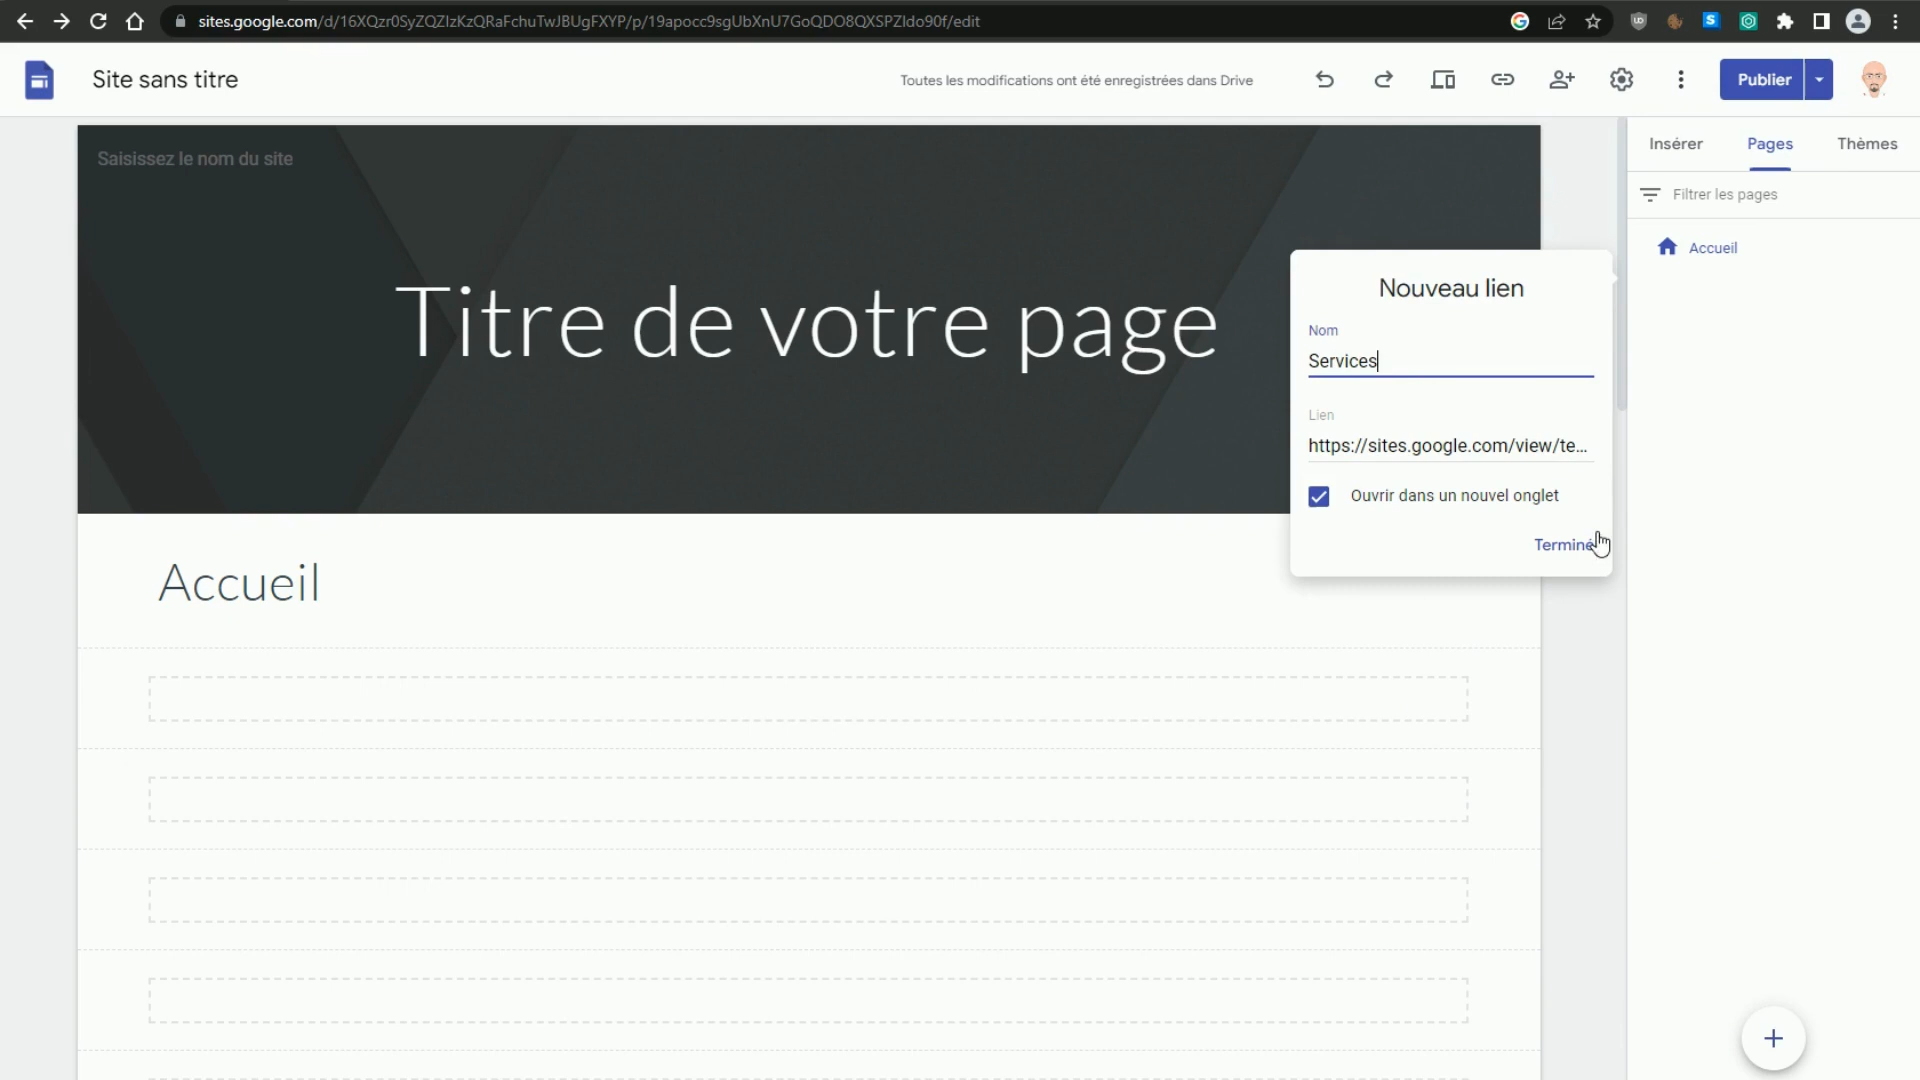 sites.google.com/d/16XQzr0SyZQZlzKzQRaFchuTwJBUgFXYP/p/19apocc9sgUbXnU7GoQDO8QXSPZldo90f/edit
Site sans titre
Toutes les modifications ont été enregistrées dans Drive
Publier
Saisissez le nom du site
Titre de votre page
Insérer
Pages
Thèmes
Filtrer les pages
Accueil
Nouveau lien
Nom
Services
Lien
https://sites.google.com/view/te...
Ouvrir dans un nouvel onglet
Terminé
Accueil